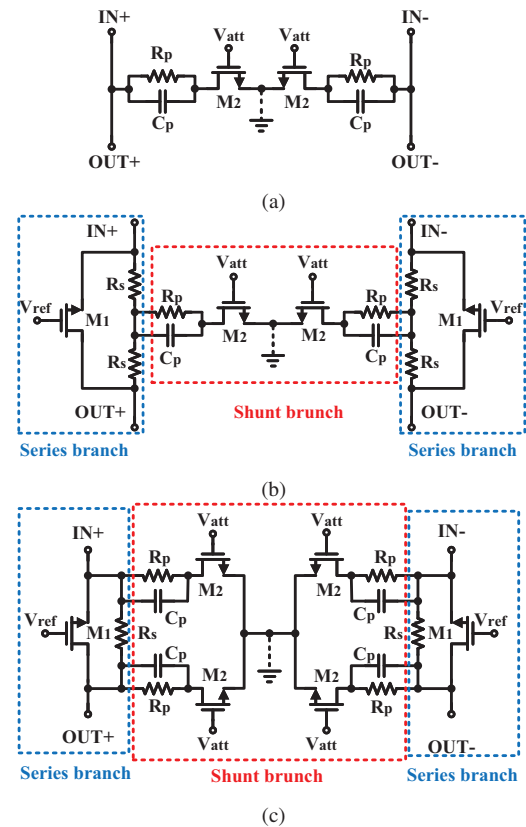 IN+ IN-
Vatt Vatt
Rp Rp
Cp M2 M2 Cp
OUT+ OUT-
(a)
IN+ IN-
Vatt Vatt
Rs Rp Rp Rs
Vref M1 Cp M2 M2 Cp M1 Vref
Rs Rs
OUT+ Shunt brunch OUT-
Series branch Series branch
(b)
IN+ Vatt Vatt IN-
Rp Rp
M2 M2
Vref Cp Cp Vref
M1 Rs Rs M1
Cp M2 M2 Cp
Rp Rp
OUT+ Vatt Vatt OUT-
Series branch Shunt brunch Series branch
(c)